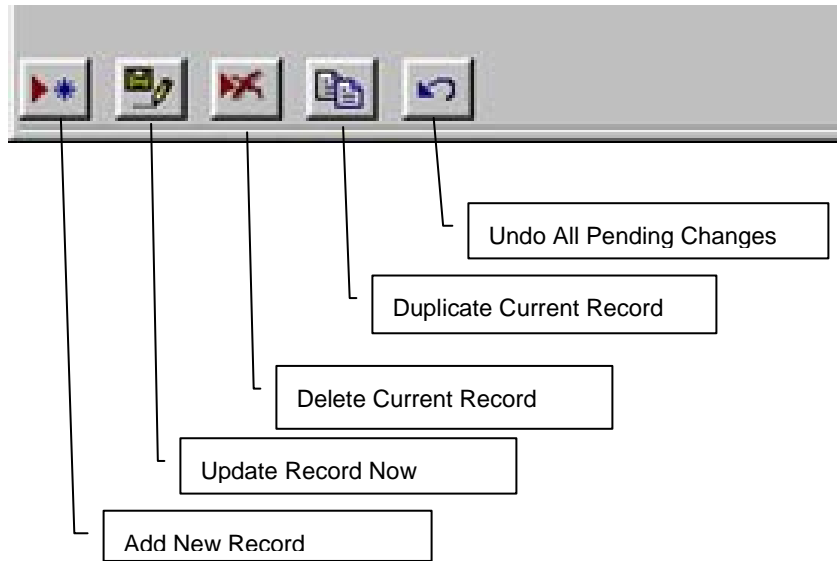 Undo All Pending Changes
Duplicate Current Record
Delete Current Record
Update Record Now
Add New Record